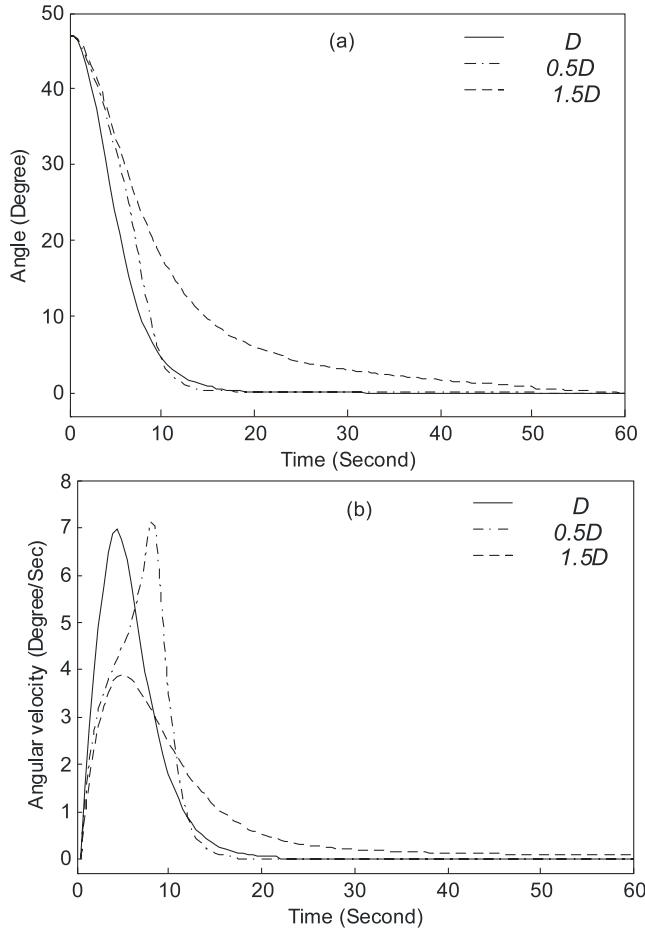 50
40
30
20
10
0
Angle (Degree)
(a)
D
0.5D
1.5D
0 10 20 30 40 50 60
Time (Second)
8
7
6
5
4
3
2
1
0
Angular velocity (Degree/Sec)
(b)
D
0.5D
1.5D
0 10 20 30 40 50 60
Time (Second)